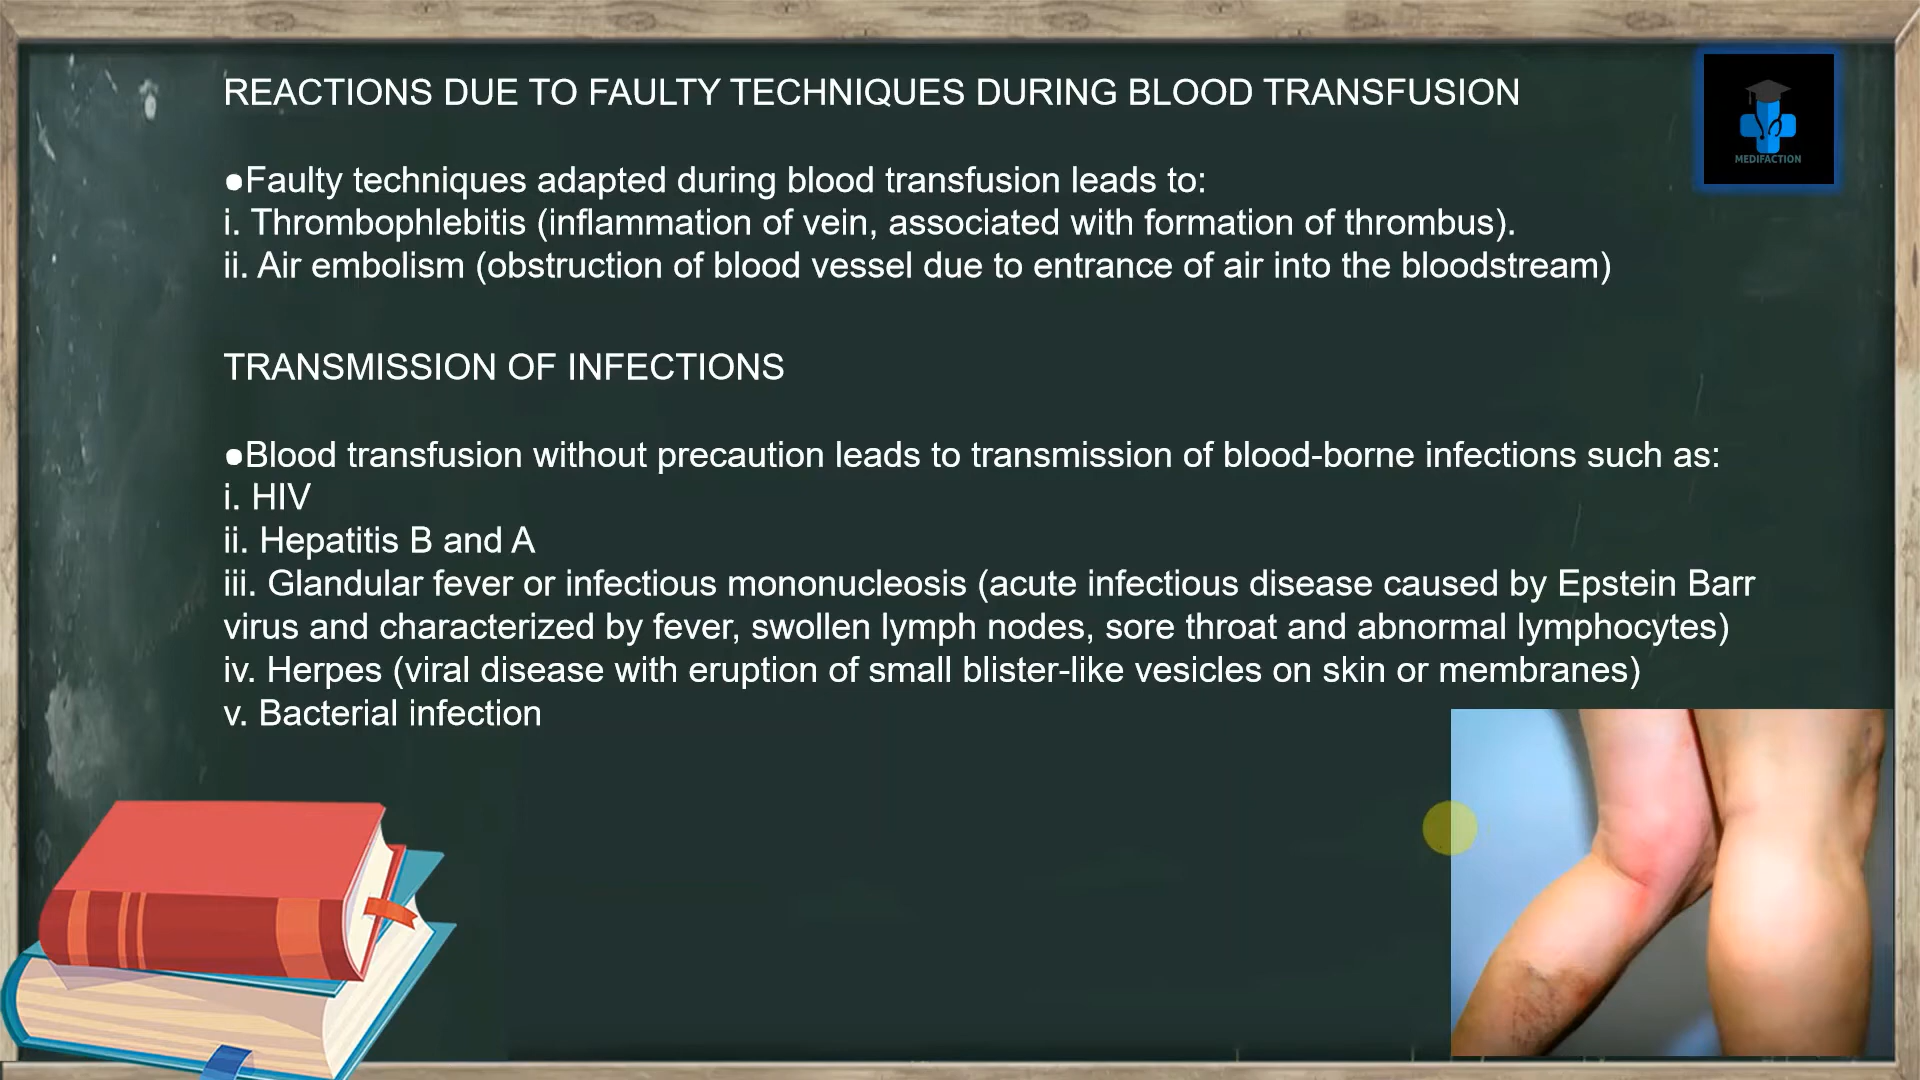 REACTIONS DUE TO FAULTY TECHNIQUES DURING BLOOD TRANSFUSION
MEDIFACTION
●Faulty techniques adapted during blood transfusion leads to:
i. Thrombophlebitis (inflammation of vein, associated with formation of thrombus).
ii. Air embolism (obstruction of blood vessel due to entrance of air into the bloodstream)
TRANSMISSION OF INFECTIONS
●Blood transfusion without precaution leads to transmission of blood-borne infections such as:
i. HIV
ii. Hepatitis B and A
iii. Glandular fever or infectious mononucleosis (acute infectious disease caused by Epstein Barr
virus and characterized by fever, swollen lymph nodes, sore throat and abnormal lymphocytes)
iv. Herpes (viral disease with eruption of small blister-like vesicles on skin or membranes)
v. Bacterial infection